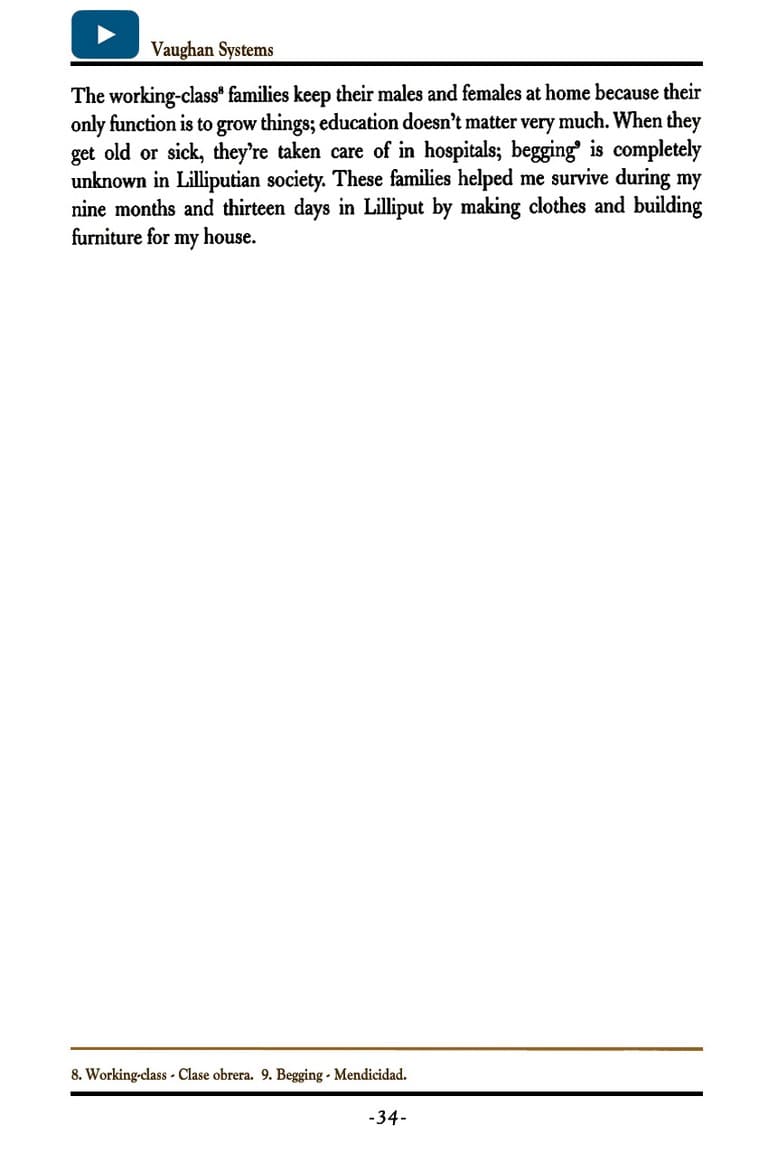 Vaughan Systems
The working-class⁸ families keep their males and females at home because their
only function is to grow things; education doesn't matter very much. When they
get old or sick, they're taken care of in hospitals; begging⁹ is completely
unknown in Lilliputian society. These families helped me survive during my
nine months and thirteen days in Lilliput by making clothes and building
furniture for my house.
8. Working-class - Clase obrera. 9. Begging - Mendicidad.
-34-